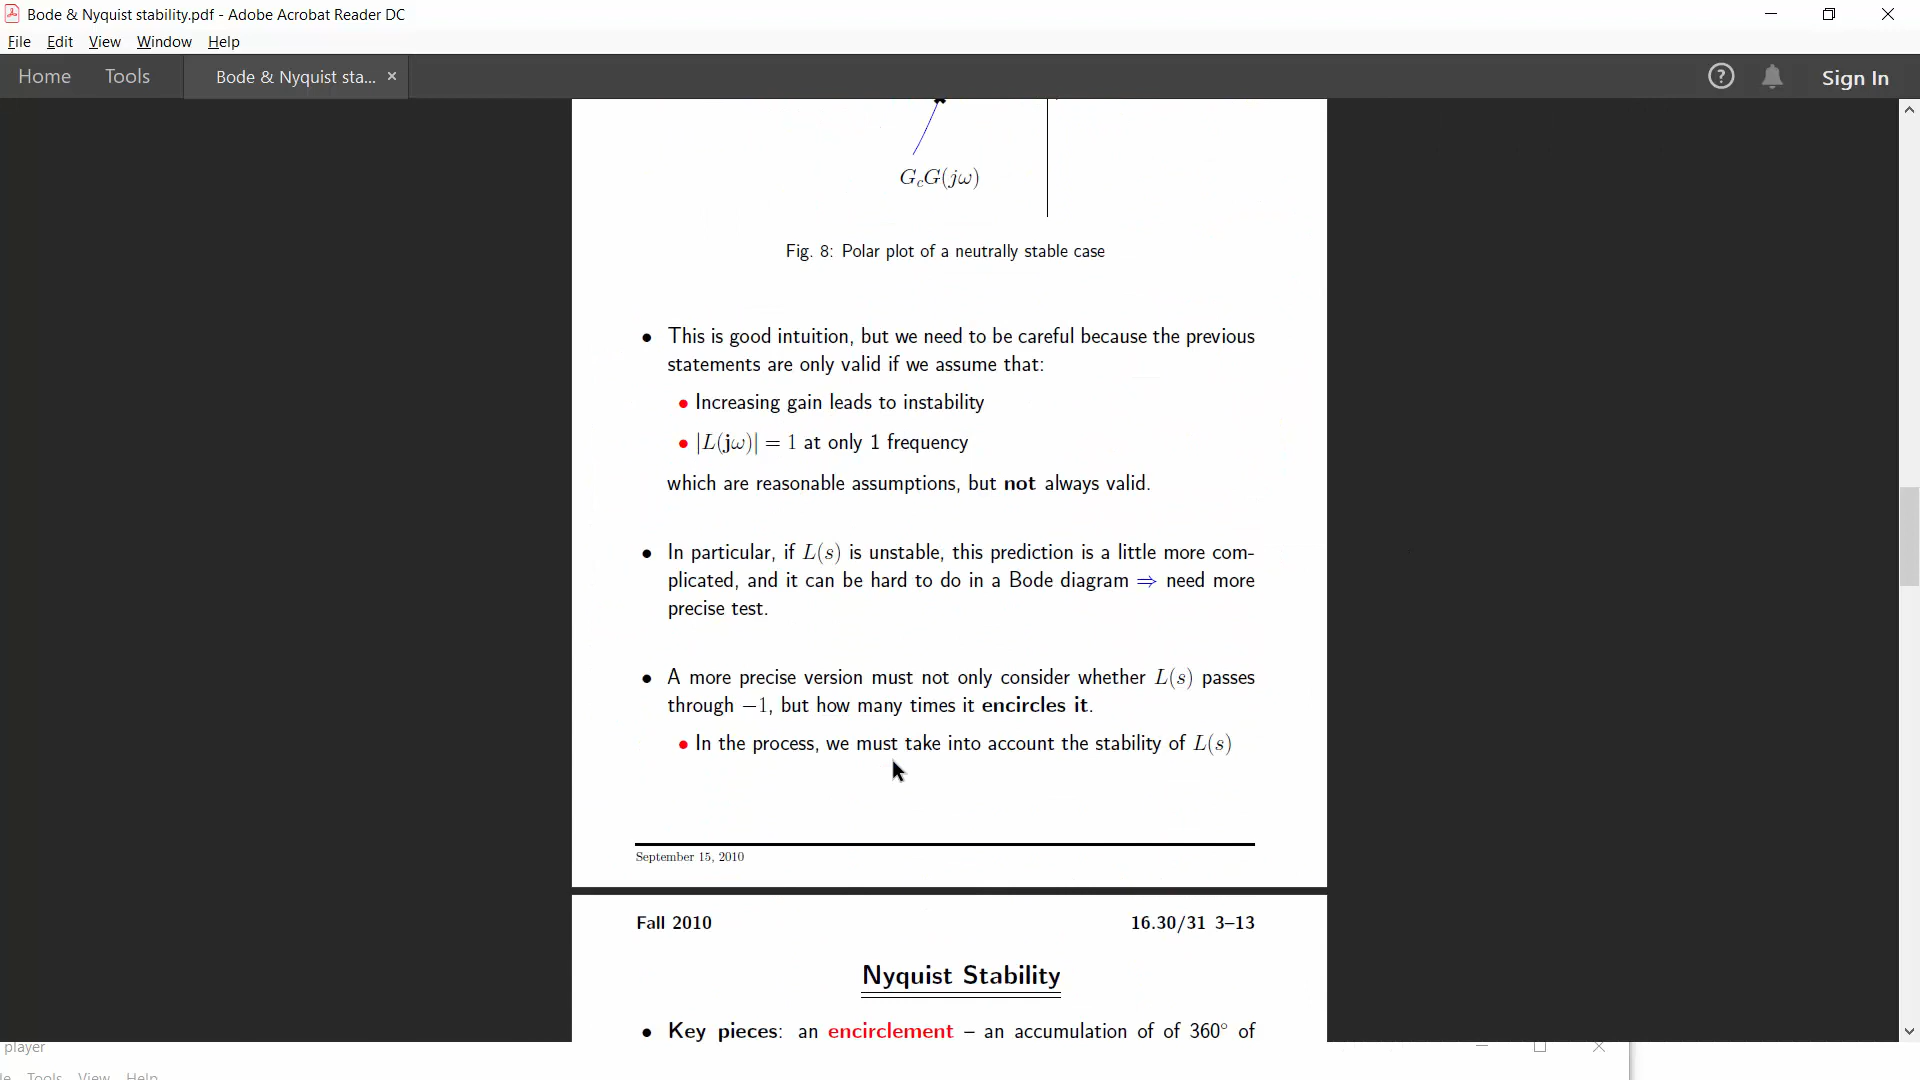 Bode & Nyquist stability.pdf - Adobe Acrobat Reader DC
File Edit View Window Help
Home Tools Bode & Nyquist sta... × Sign In
G_cG(jω)
Fig. 8: Polar plot of a neutrally stable case
• This is good intuition, but we need to be careful because the previous
statements are only valid if we assume that:
• Increasing gain leads to instability
• |L(jω)| = 1 at only 1 frequency
which are reasonable assumptions, but not always valid.
• In particular, if L(s) is unstable, this prediction is a little more com-
plicated, and it can be hard to do in a Bode diagram ⇒ need more
precise test.
• A more precise version must not only consider whether L(s) passes
through −1, but how many times it encircles it.
• In the process, we must take into account the stability of L(s)
September 15, 2010
Fall 2010 16.30/31 3–13
Nyquist Stability
• Key pieces: an encirclement – an accumulation of of 360° of
player
Tools View Help